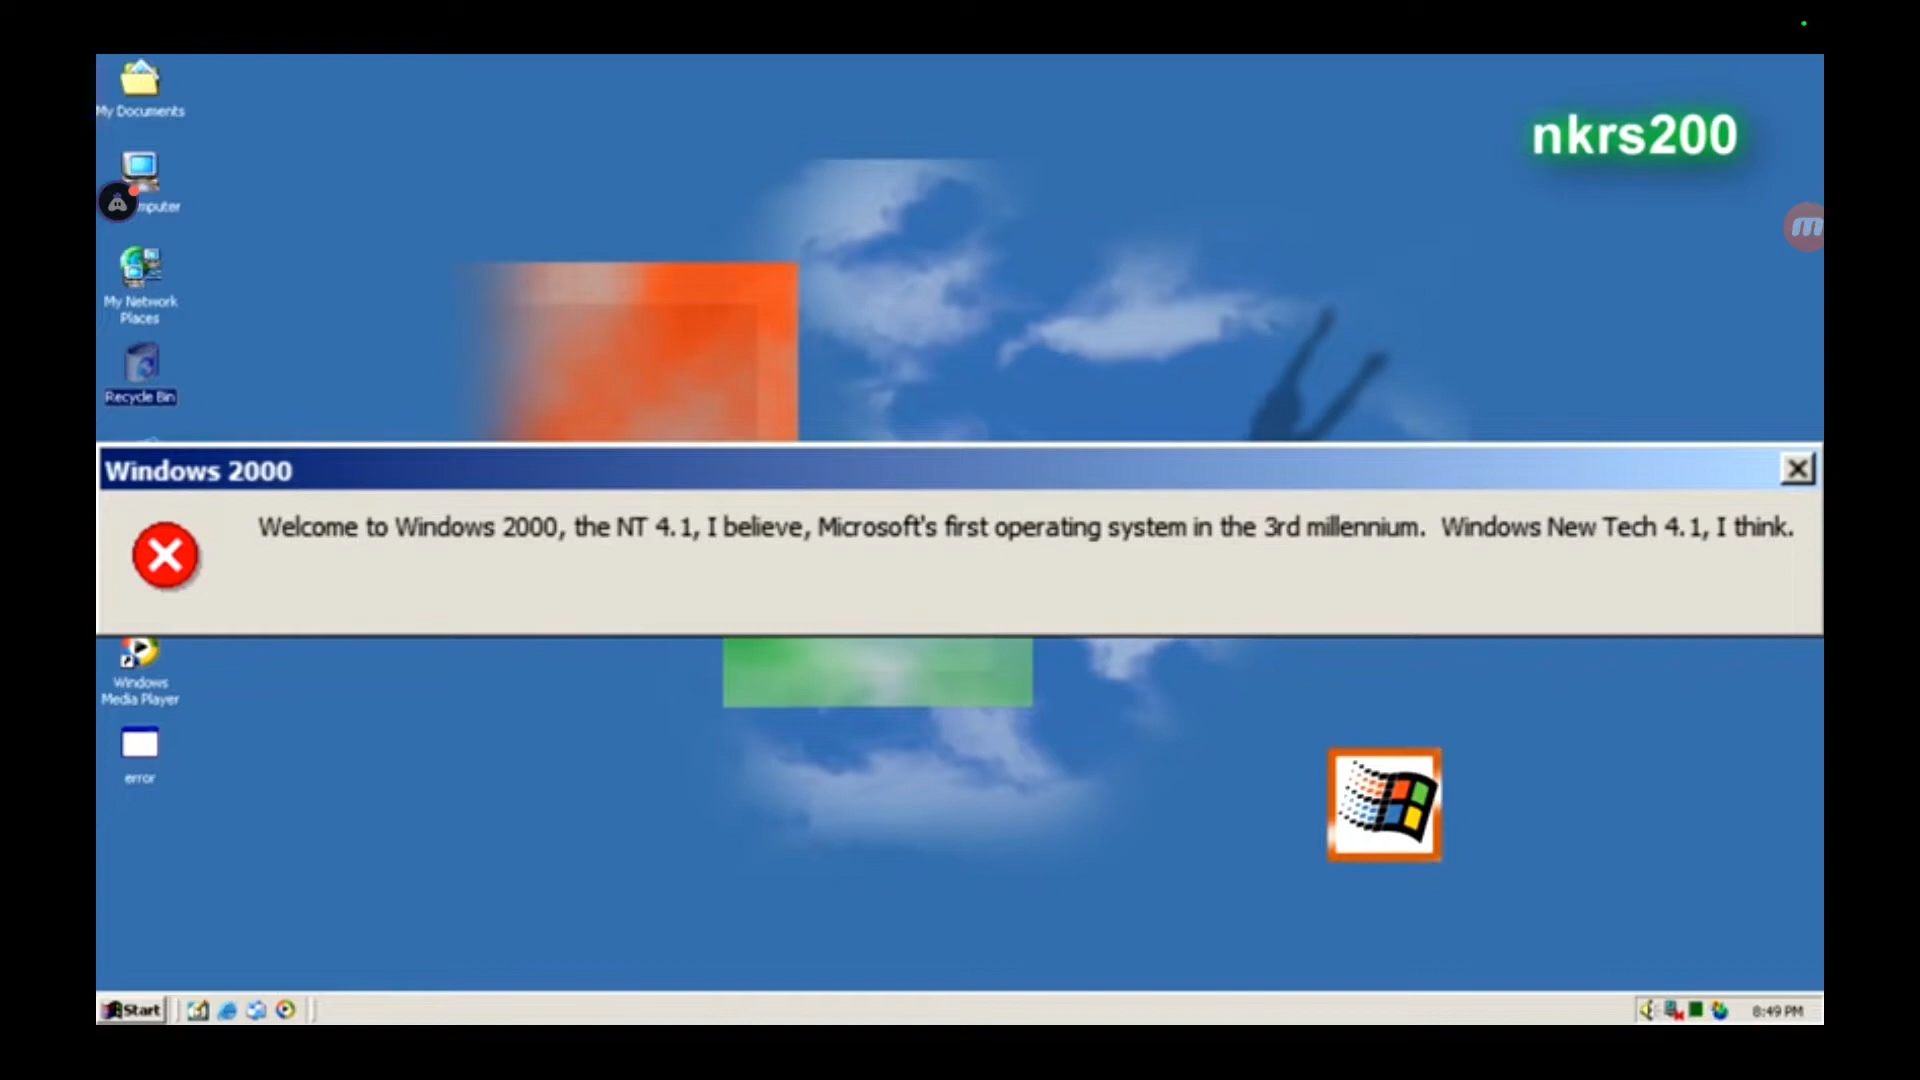 My Documents
nkrs200
mputer
My Network
Places
Recycle Bin
Windows 2000
Welcome to Windows 2000, the NT 4.1, I believe, Microsoft's first operating system in the 3rd millennium.  Windows New Tech 4.1, I think.
Windows
Media Player
error
Start
8:49 PM